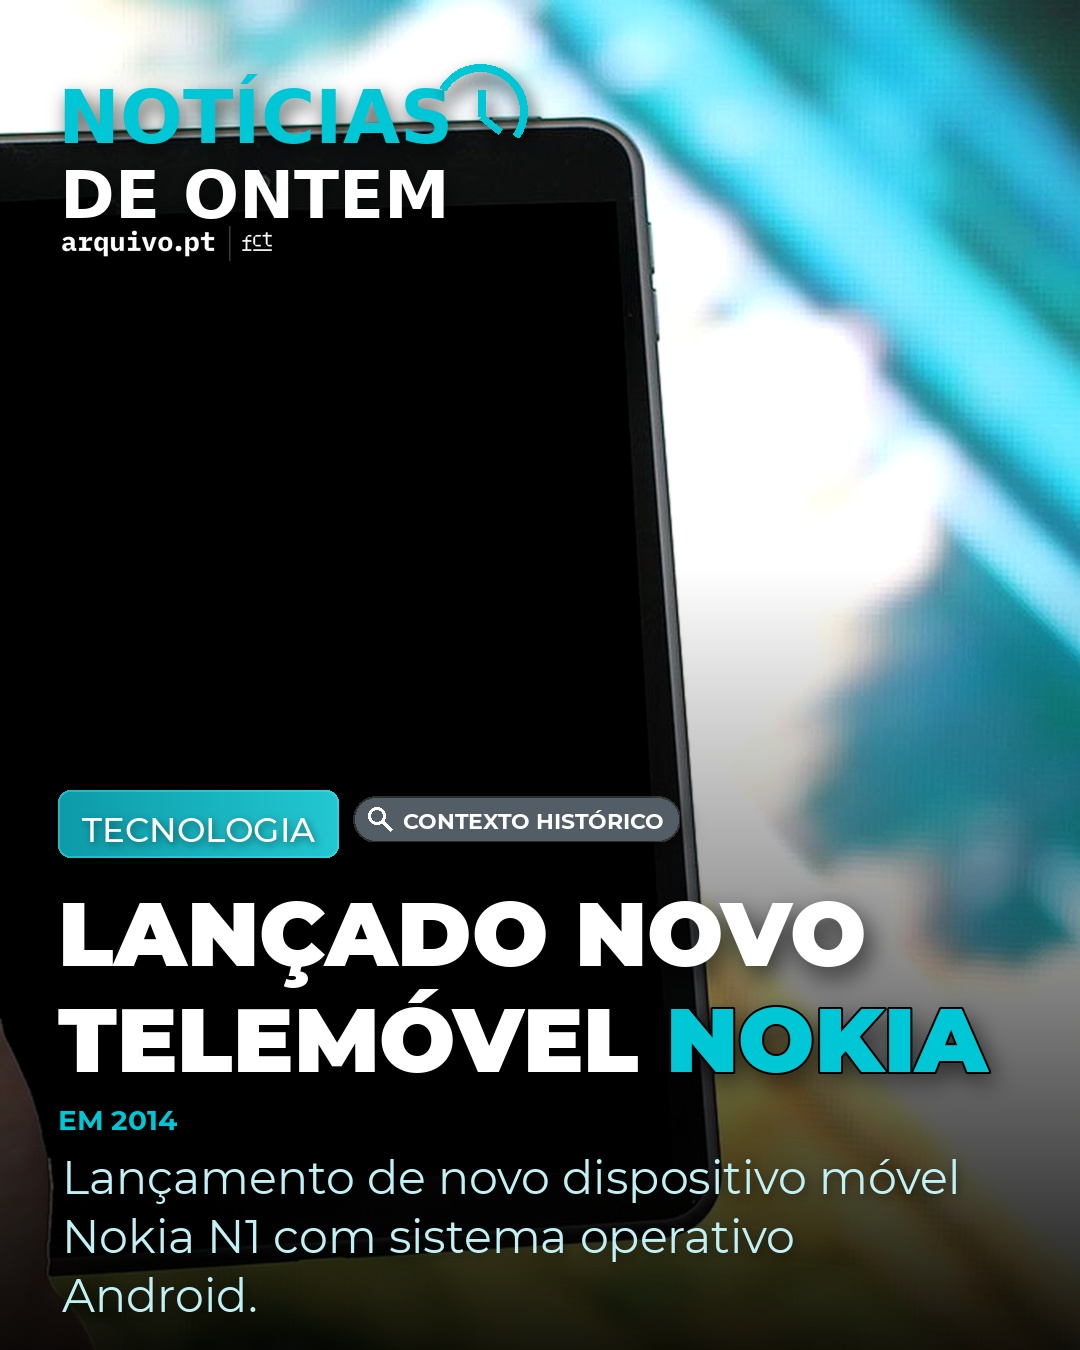 NOTÍCIAS
DE ONTEM
arquivo.pt | fct
TECNOLOGIA
CONTEXTO HISTÓRICO
LANÇADO NOVO
TELEMÓVEL NOKIA
EM 2014
Lançamento de novo dispositivo móvel
Nokia N1 com sistema operativo
Android.